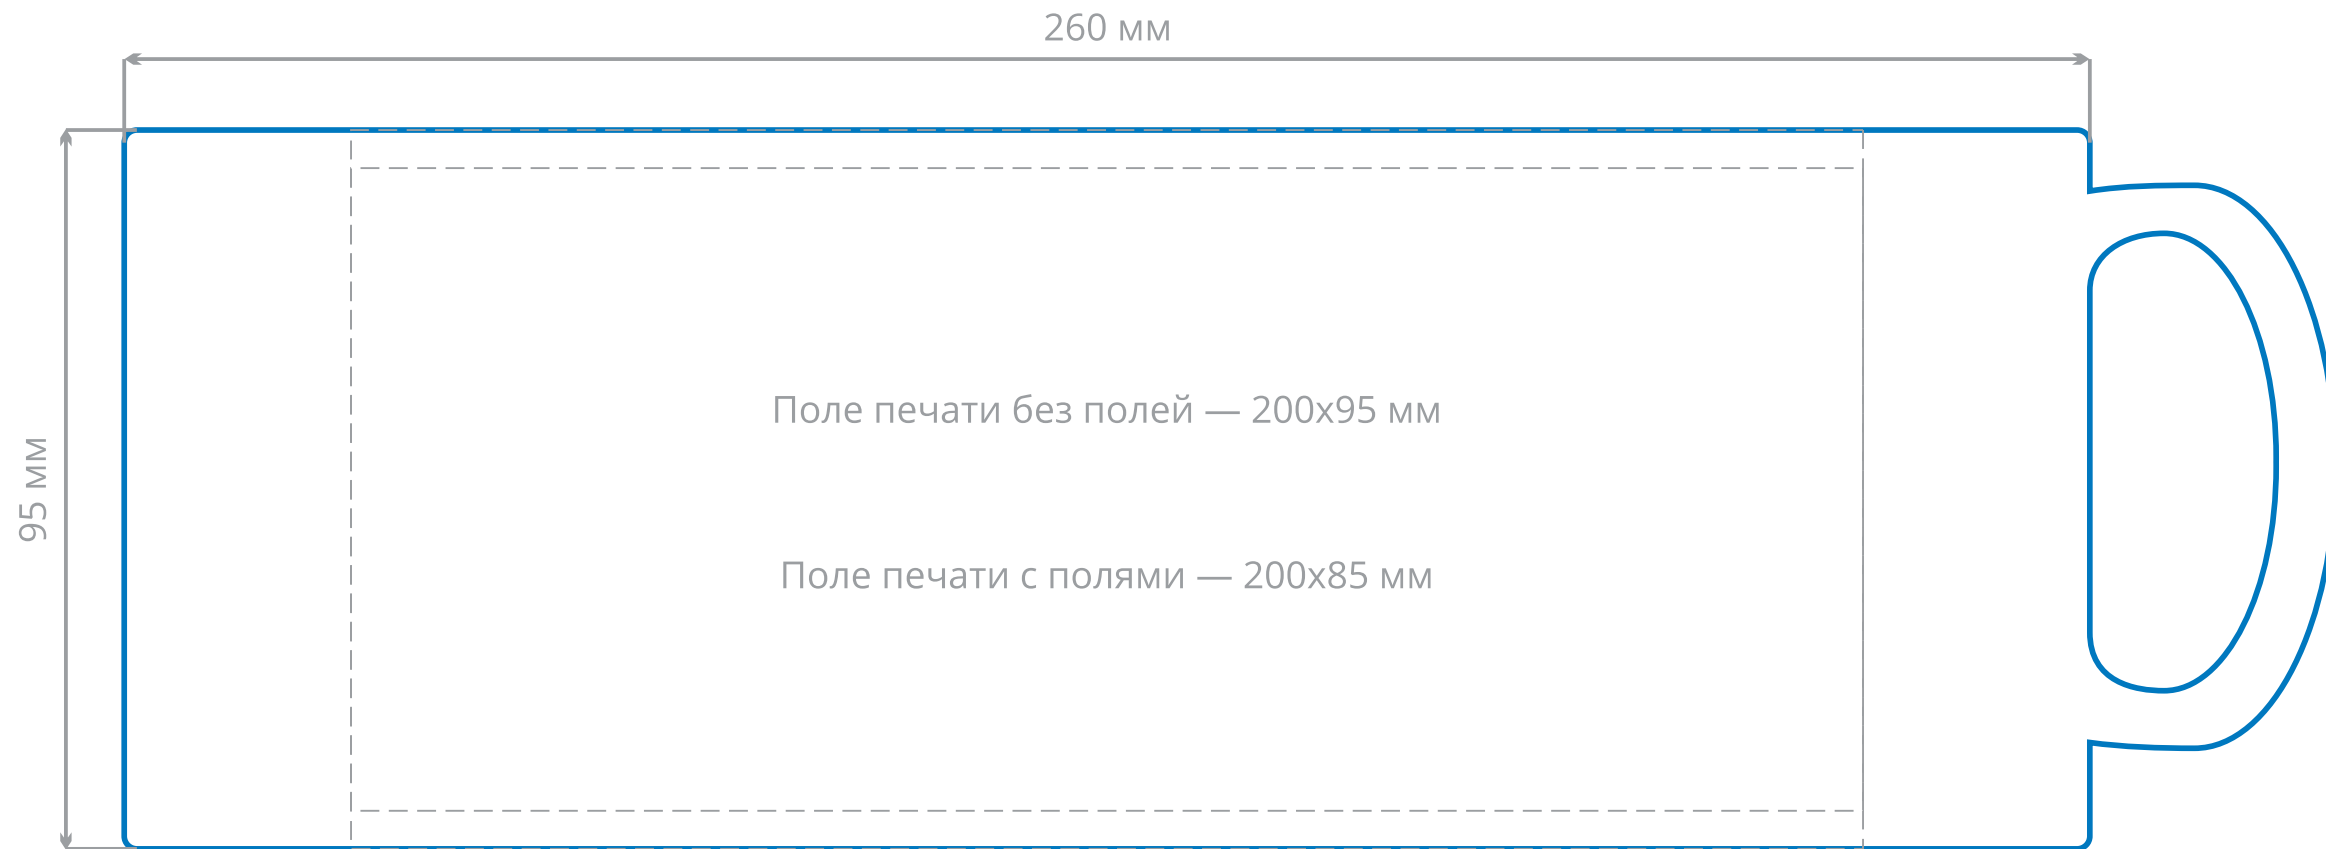 260 мм
95 мм
Поле печати без полей — 200х95 мм
Поле печати с полями — 200х85 мм